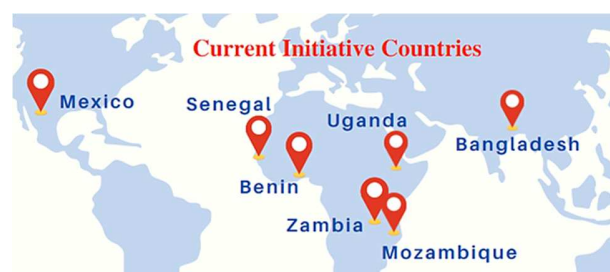 Current Initiative Countries
Mexico
Senegal
Uganda
Bangladesh
Benin
Zambia
Mozambique